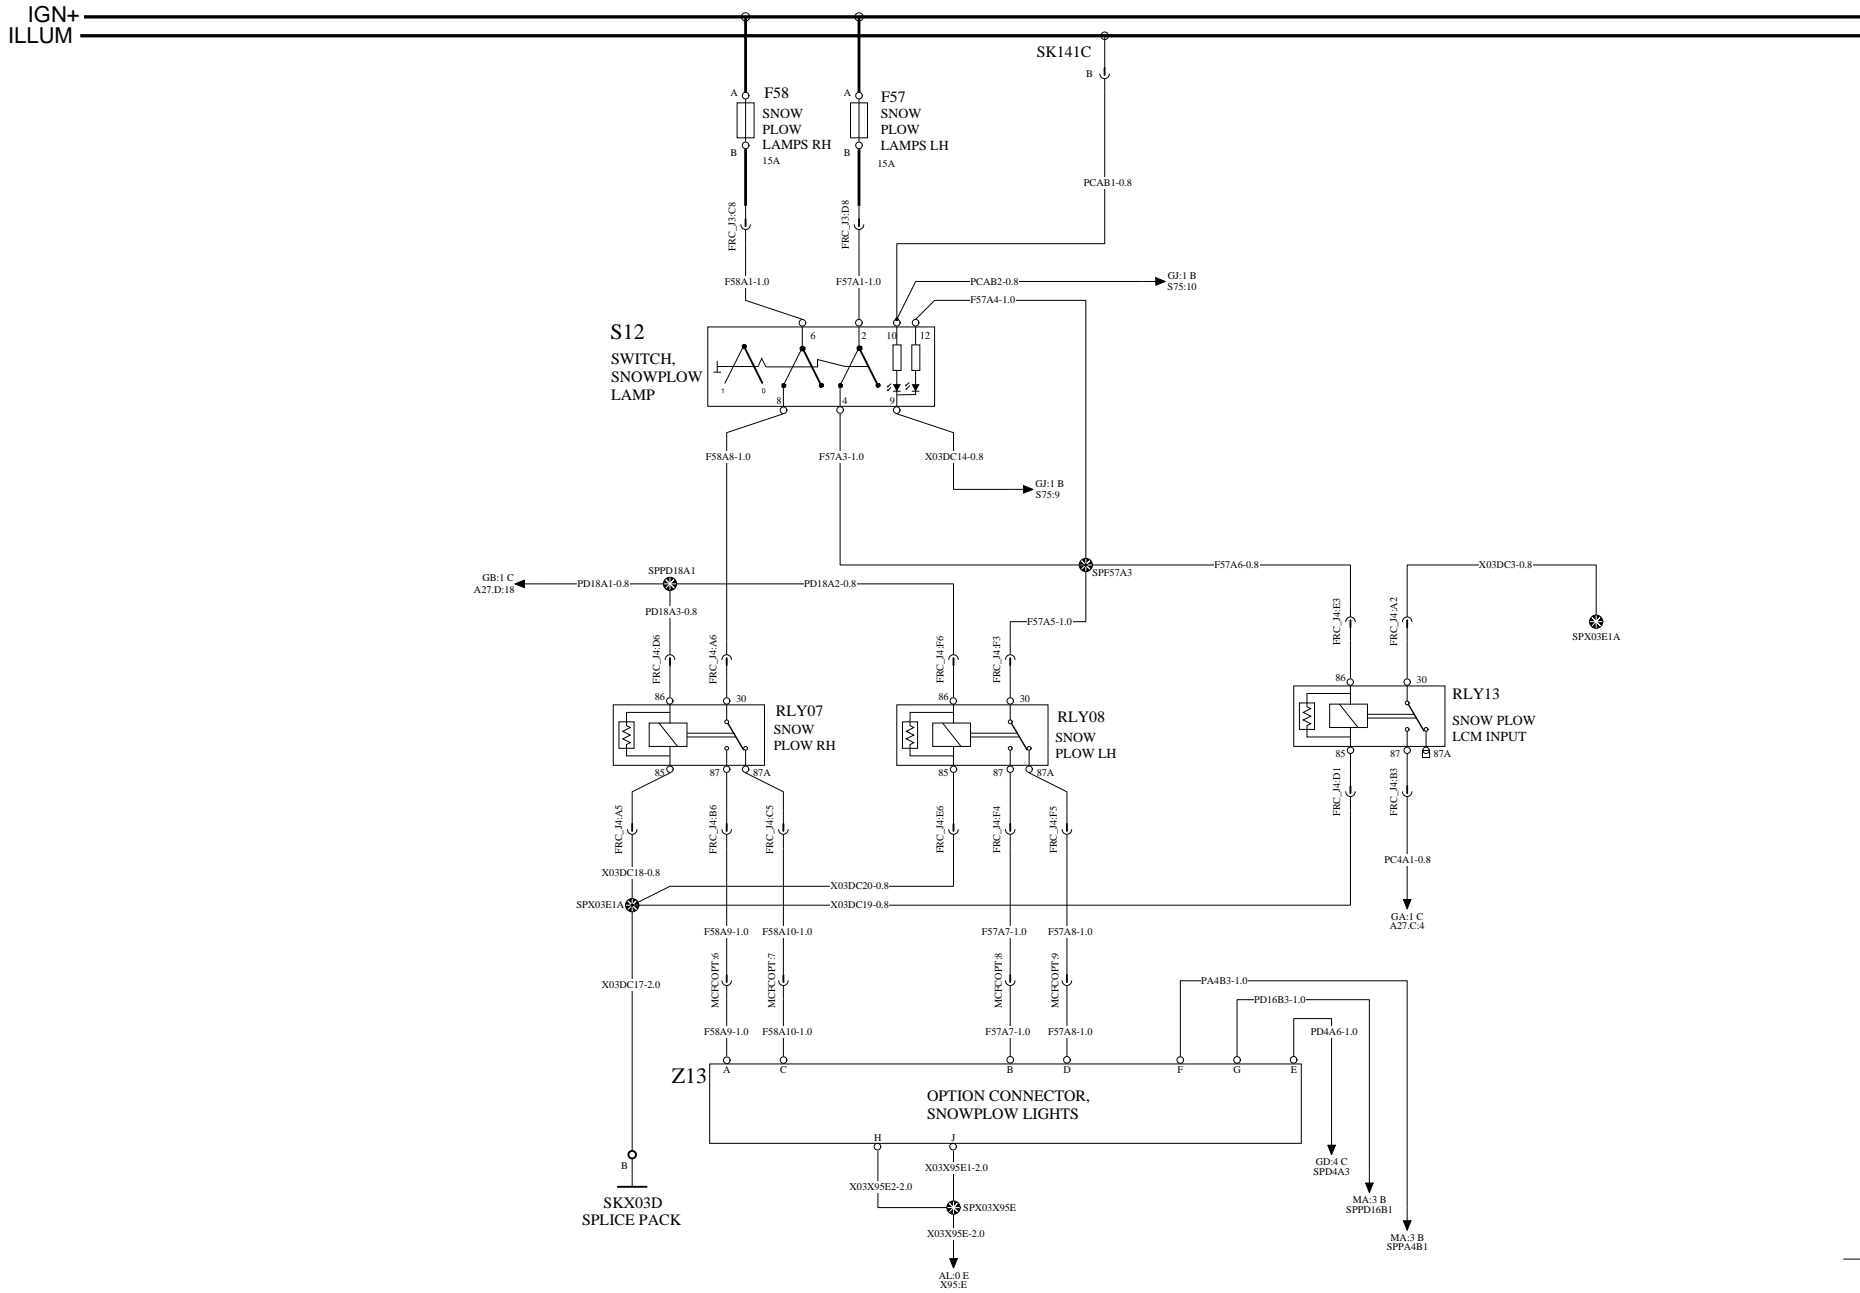 IGN+
ILLUM
SK141C
B
A
F58
SNOW
PLOW
LAMPS RH
15A
B
A
F57
SNOW
PLOW
LAMPS LH
15A
B
PCAB1-0.8
FRC_J3:C8
FRC_J3:D8
F58A1-1.0
F57A1-1.0
PCAB2-0.8
GJ:1 B
S75:10
F57A4-1.0
S12
SWITCH,
SNOWPLOW
LAMP
6
2
10
12
1
0
8
4
9
F58A8-1.0
F57A3-1.0
X03DC14-0.8
GJ:1 B
S75:9
GB:1 C
A27.D:18
PD18A1-0.8
SPPD18A1
PD18A2-0.8
PD18A3-0.8
SPF57A3
F57A6-0.8
X03DC3-0.8
SPX03E1A
F57A5-1.0
FRC_J4:D6
FRC_J4:A6
FRC_J4:F6
FRC_J4:F3
FRC_J4:E3
FRC_J4:A2
86
30
RLY07
SNOW
PLOW RH
85
87
87A
86
30
RLY08
SNOW
PLOW LH
85
87
87A
86
30
RLY13
SNOW PLOW
LCM INPUT
85
87
87A
FRC_J4:A5
FRC_J4:B6
FRC_J4:C5
FRC_J4:E6
FRC_J4:F4
FRC_J4:F5
FRC_J4:D1
FRC_J4:B3
PC4A1-0.8
GA:1 C
A27.C:4
X03DC18-0.8
X03DC20-0.8
SPX03E1A
X03DC19-0.8
F58A9-1.0
F58A10-1.0
F57A7-1.0
F57A8-1.0
X03DC17-2.0
MCFCOPT:6
MCFCOPT:7
MCFCOPT:8
MCFCOPT:9
PA4B3-1.0
PD16B3-1.0
PD4A6-1.0
F58A9-1.0
F58A10-1.0
F57A7-1.0
F57A8-1.0
Z13
A
C
B
D
F
G
E
OPTION CONNECTOR,
SNOWPLOW LIGHTS
H
J
X03X95E1-2.0
X03X95E2-2.0
SPX03X95E
X03X95E-2.0
AL:0 E
X95:E
B
SKX03D
SPLICE PACK
GD:4 C
SPD4A3
MA:3 B
SPPD16B1
MA:3 B
SPPA4B1